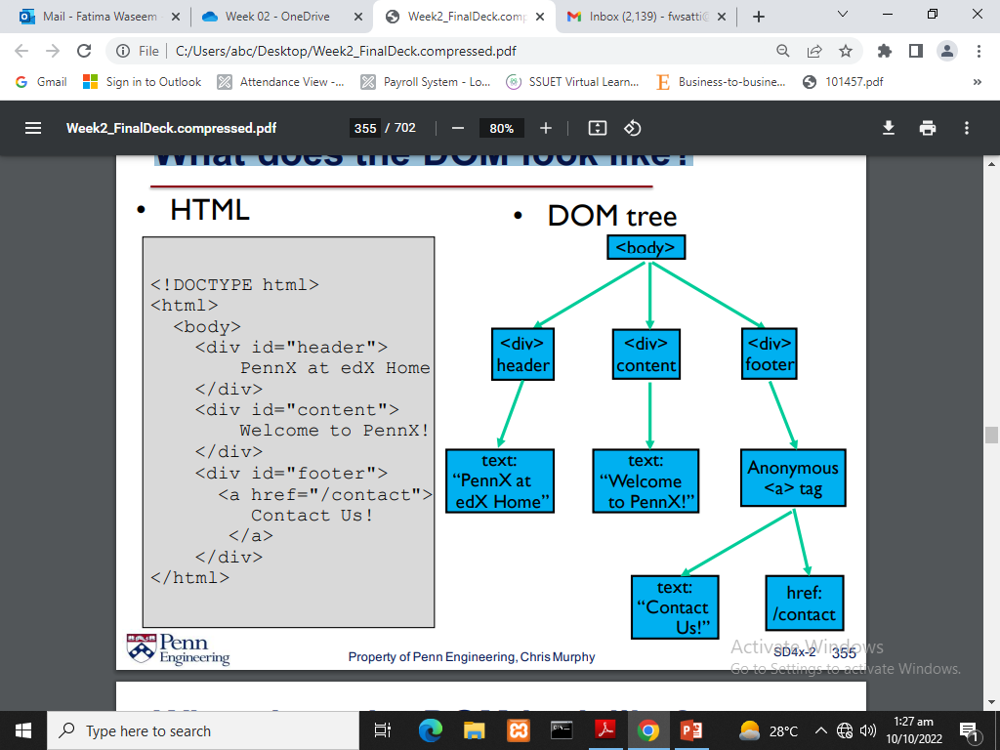 Mail - Fatima Waseem
Week 02 - OneDrive
Week2_FinalDeck.comp
Inbox (2,139) - fwsatti@
File
C:/Users/abc/Desktop/Week2_FinalDeck.compressed.pdf
Gmail
Sign in to Outlook
Attendance View -...
Payroll System - Lo...
SSUET Virtual Learn...
Business-to-busine...
101457.pdf
Week2_FinalDeck.compressed.pdf
355 / 702
80%
What does the DOM look like?
• HTML
<!DOCTYPE html>
<html>
<body>
<div id="header">
PennX at edX Home
</div>
<div id="content">
Welcome to PennX!
</div>
<div id="footer">
<a href="/contact">
Contact Us!
</a>
</div>
</html>
• DOM tree
<body>
<div>
header
<div>
content
<div>
footer
text:
“PennX at
edX Home”
text:
“Welcome
to PennX!”
Anonymous
<a> tag
text:
“Contact
Us!”
href:
/contact
Penn
Engineering
Property of Penn Engineering, Chris Murphy
SD4x-2
355
Activate Windows
Go to Settings to activate Windows.
Type here to search
28°C
1:27 am
10/10/2022
1